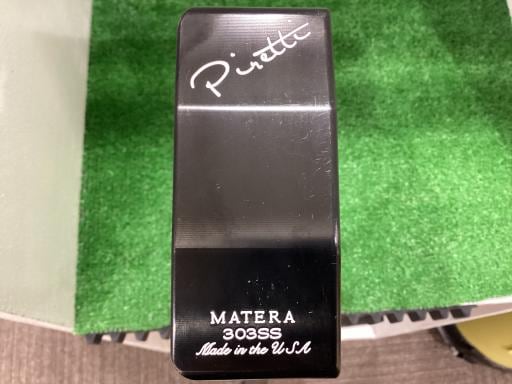 Piretti
MATERA
303SS
Made in the USA